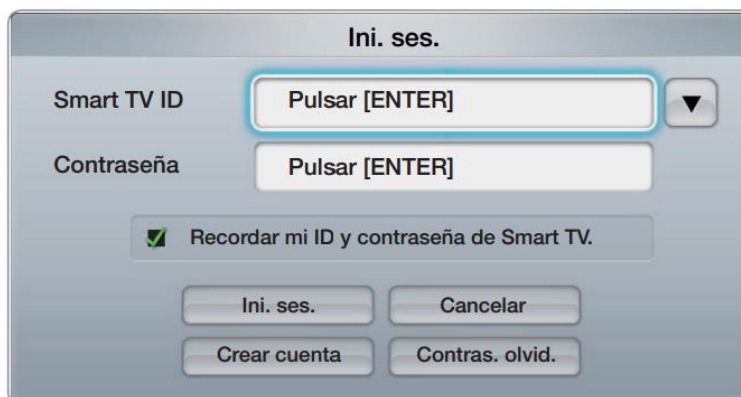 Ini. ses.
Smart TV ID Pulsar [ENTER] ▼
Contraseña Pulsar [ENTER]
Recordar mi ID y contraseña de Smart TV.
Ini. ses. Cancelar
Crear cuenta Contras. olvid.